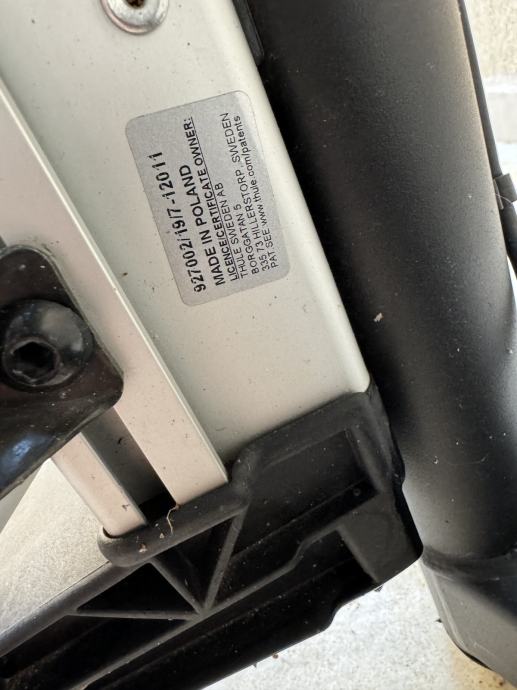 927002/19/7-12011
MADE IN POLAND
LICENCE/CERTIFICATE OWNER:
THULE SWEDEN AB
BORGGATAN 5
335 73 HILLERSTORP, SWEDEN
PAT. SEE www.thule.com/patents